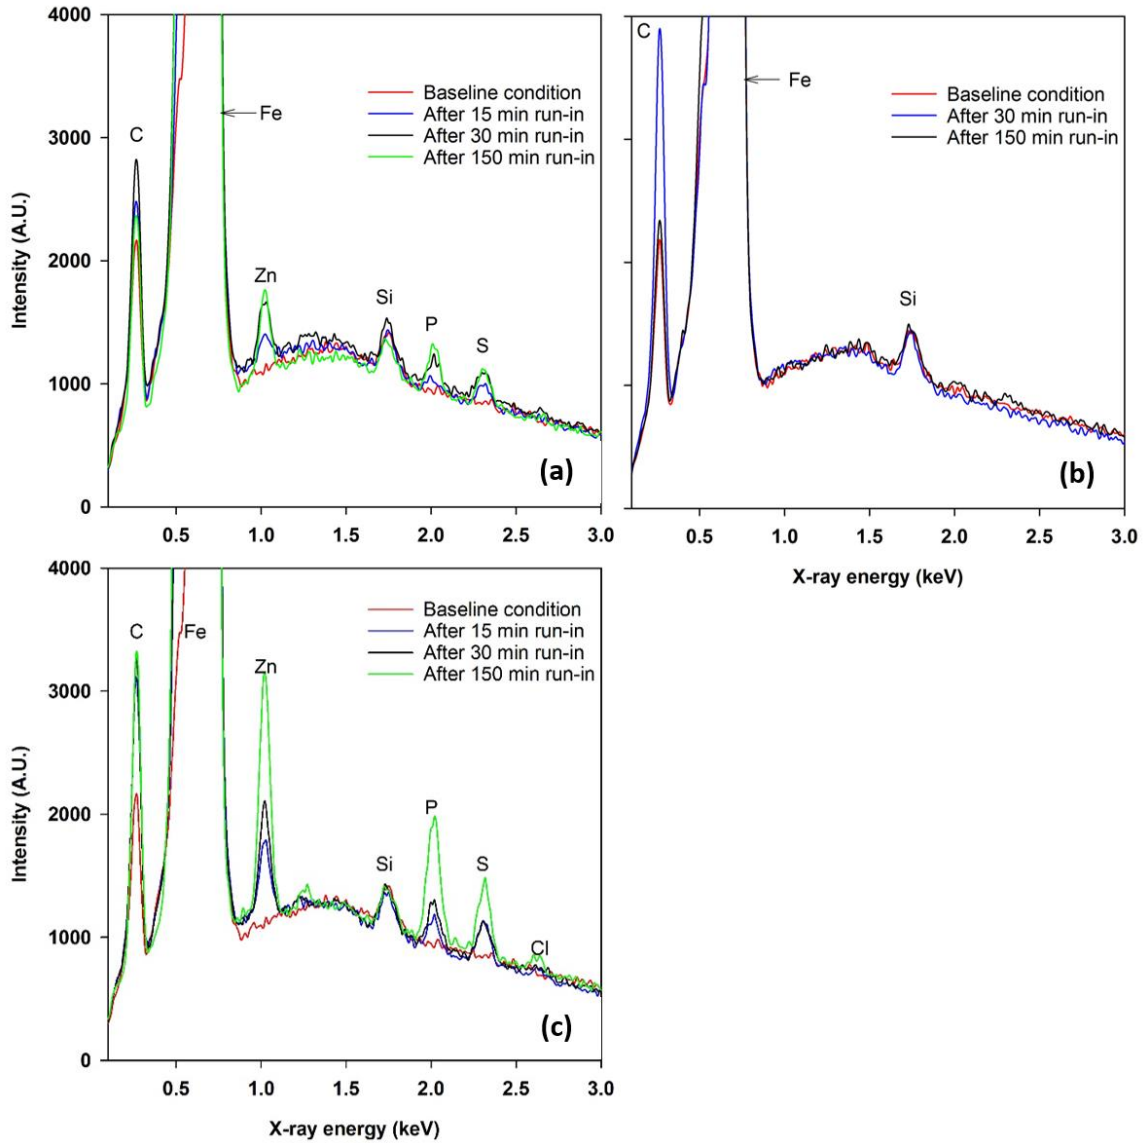 4000
3000
2000
1000
0
Intensity (A.U.)
C
Fe
Zn
Si
P
S
Baseline condition
After 15 min run-in
After 30 min run-in
After 150 min run-in
(a)
0.5 1.0 1.5 2.0 2.5 3.0
C
Fe
Si
Baseline condition
After 30 min run-in
After 150 min run-in
(b)
0.5 1.0 1.5 2.0 2.5 3.0
X-ray energy (keV)
4000
3000
2000
1000
0
Intensity (A.U.)
C
Fe
Zn
Si
P
S
Cl
Baseline condition
After 15 min run-in
After 30 min run-in
After 150 min run-in
(c)
0.5 1.0 1.5 2.0 2.5 3.0
X-ray energy (keV)